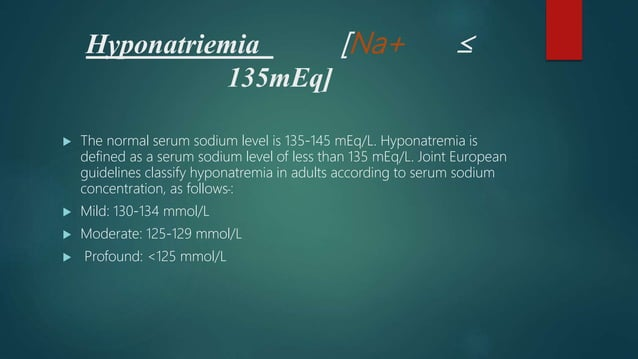 Hyponatriemia [Na+ ≤
135mEq]
The normal serum sodium level is 135-145 mEq/L. Hyponatremia is
defined as a serum sodium level of less than 135 mEq/L. Joint European
guidelines classify hyponatremia in adults according to serum sodium
concentration, as follows-:
Mild: 130-134 mmol/L
Moderate: 125-129 mmol/L
Profound: <125 mmol/L